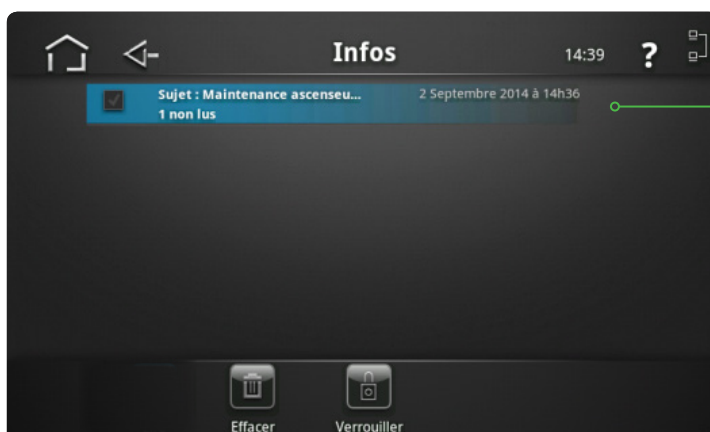 Infos
14:39
?
Sujet : Maintenance ascenseu...
2 Septembre 2014 à 14h36
1 non lus
Effacer
Verrouiller